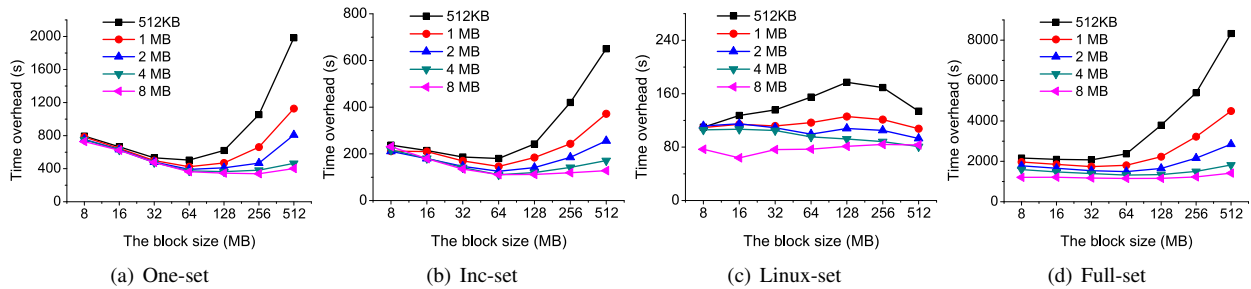 512KB
1 MB
2 MB
4 MB
8 MB
2000
1600
1200
800
400
0
Time overhead (s)
8 16 32 64 128 256 512
The block size (MB)
(a) One-set
512KB
1 MB
2 MB
4 MB
8 MB
800
600
400
200
0
Time overhead (s)
8 16 32 64 128 256 512
The block size (MB)
(b) Inc-set
512KB
1 MB
2 MB
4 MB
8 MB
240
160
80
0
Time overhead (s)
8 16 32 64 128 256 512
The block size (MB)
(c) Linux-set
512KB
1 MB
2 MB
4 MB
8 MB
8000
6000
4000
2000
0
Time overhead (s)
8 16 32 64 128 256 512
The block size (MB)
(d) Full-set